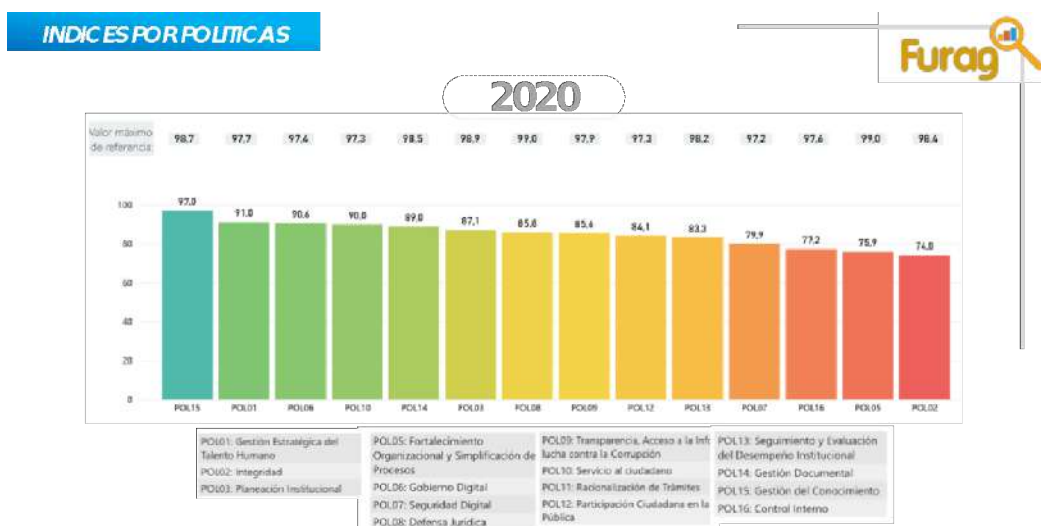 INDICES POR POLITICAS
Furag
2020
Valor máximo
de referencia:
98,7 97,7 97,4 97,3 98,5 98,9 99,0 97,9 97,3 98,2 97,2 97,6 99,0 98,4
100
80
60
40
20
0
97,0 91,0 90,6 90,0 89,0 87,1 85,8 85,6 84,1 83,3 79,9 77,2 75,9 74,0
POL15 POL01 POL06 POL10 POL14 POL03 POL08 POL09 POL12 POL13 POL07 POL16 POL05 POL02
POL01: Gestión Estratégica del
Talento Humano
POL02: Integridad
POL03: Planeación Institucional
POL05: Fortalecimiento
Organizacional y Simplificación de
Procesos
POL06: Gobierno Digital
POL07: Seguridad Digital
POL08: Defensa Jurídica
POL09: Transparencia, Acceso a la Info
lucha contra la Corrupción
POL10: Servicio al ciudadano
POL11: Racionalización de Trámites
POL12: Participación Ciudadana en la
Pública
POL13: Seguimiento y Evaluación
del Desempeño Institucional
POL14: Gestión Documental
POL15: Gestión del Conocimiento
POL16: Control Interno